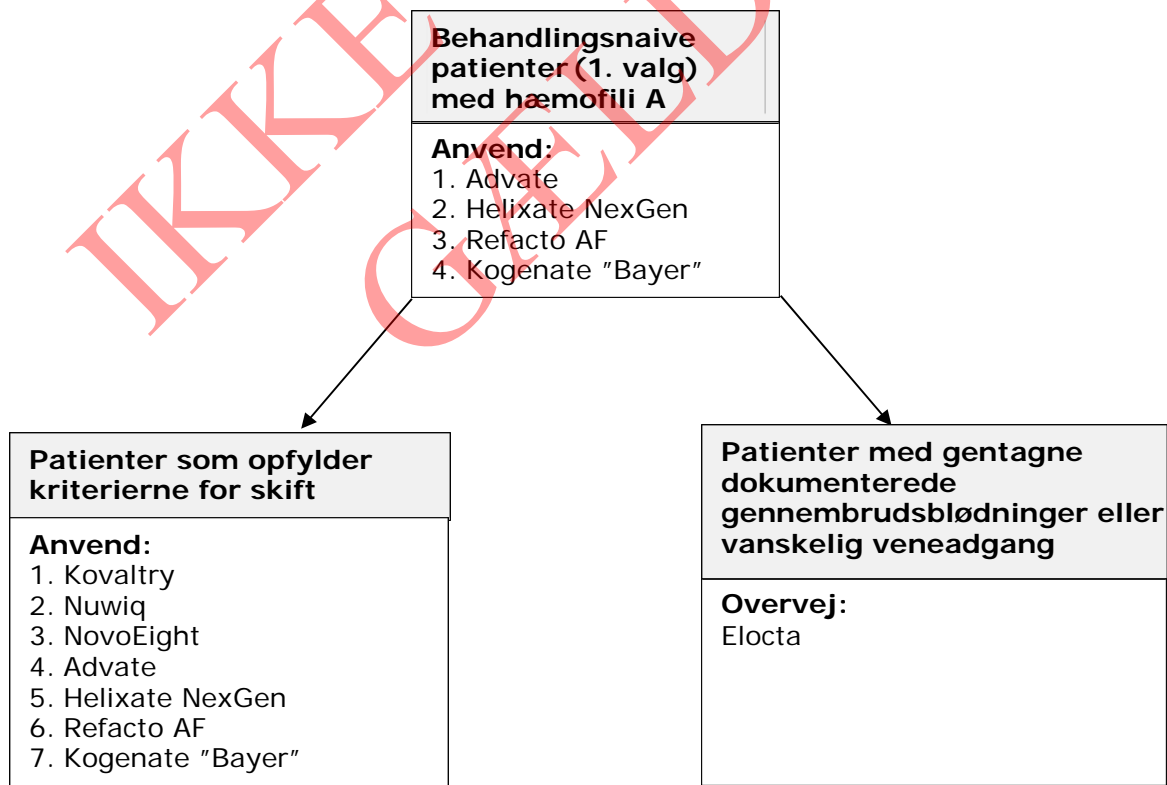 IKKE
GÆLD
Behandlingsnaive
patienter (1. valg)
med hæmofili A
Anvend:
1. Advate
2. Helixate NexGen
3. Refacto AF
4. Kogenate ”Bayer”
Patienter som opfylder
kriterierne for skift
Anvend:
1. Kovaltry
2. Nuwiq
3. NovoEight
4. Advate
5. Helixate NexGen
6. Refacto AF
7. Kogenate ”Bayer”
Patienter med gentagne
dokumenterede
gennembrudsblødninger eller
vanskelig veneadgang
Overvej:
Elocta